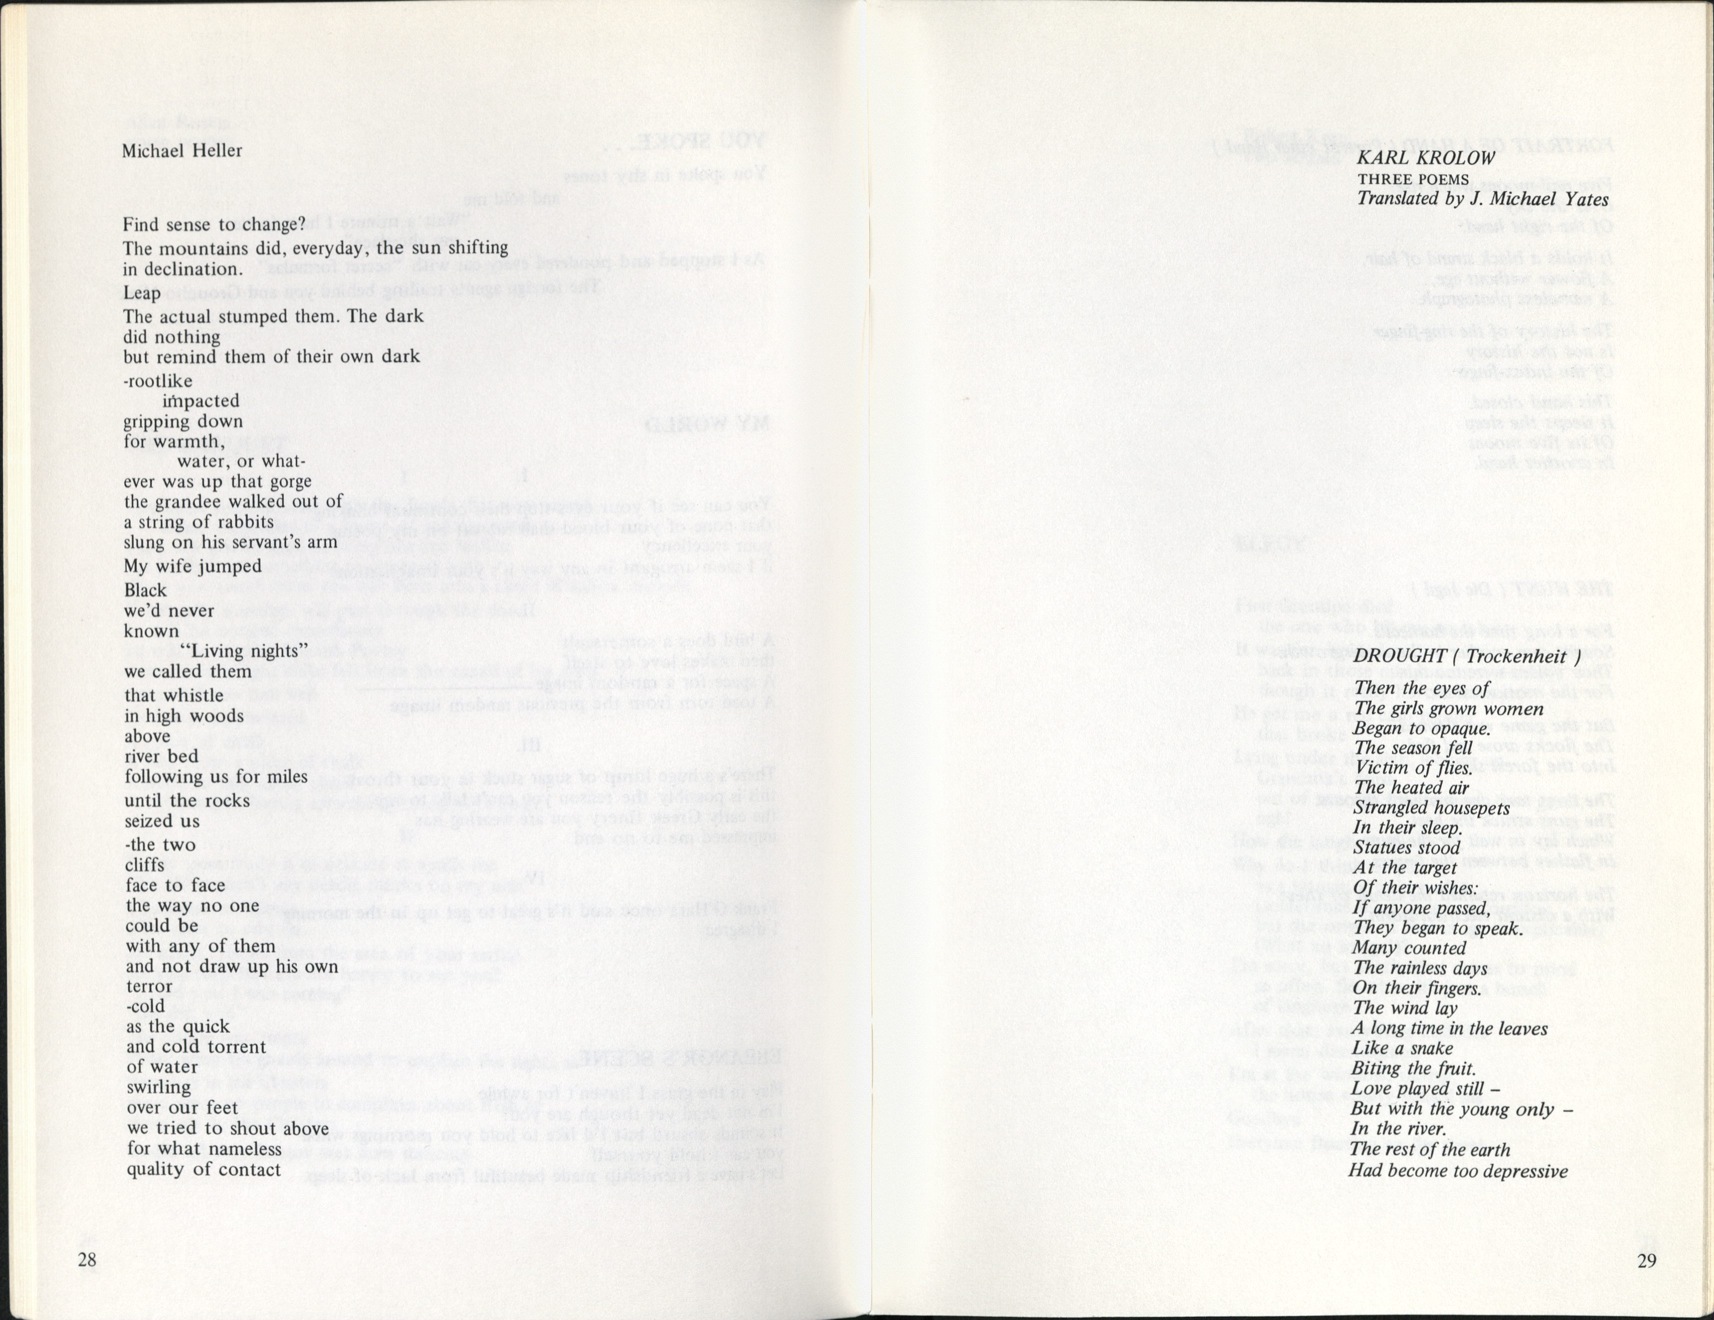 Michael Heller
Find sense to change?
The mountains did, everyday, the sun shifting
in declination.
Leap
The actual stumped them. The dark
did nothing
but remind them of their own dark
-rootlike
impacted
gripping down
for warmth,
water, or what-
ever was up that gorge
the grandee walked out of
a string of rabbits
slung on his servant's arm
My wife jumped
Black
we'd never
known
“Living nights”
we called them
that whistle
in high woods
above
river bed
following us for miles
until the rocks
seized us
-the two
cliffs
face to face
the way no one
could be
with any of them
and not draw up his own
terror
-cold
as the quick
and cold torrent
of water
swirling
over our feet
we tried to shout above
for what nameless
quality of contact
28
KARL KROLOW
THREE POEMS
Translated by J. Michael Yates
DROUGHT ( Trockenheit )
Then the eyes of
The girls grown women
Began to opaque.
The season fell
Victim of flies.
The heated air
Strangled housepets
In their sleep.
Statues stood
At the target
Of their wishes:
If anyone passed,
They began to speak.
Many counted
The rainless days
On their fingers.
The wind lay
A long time in the leaves
Like a snake
Biting the fruit.
Love played still –
But with the young only –
In the river.
The rest of the earth
Had become too depressive
29